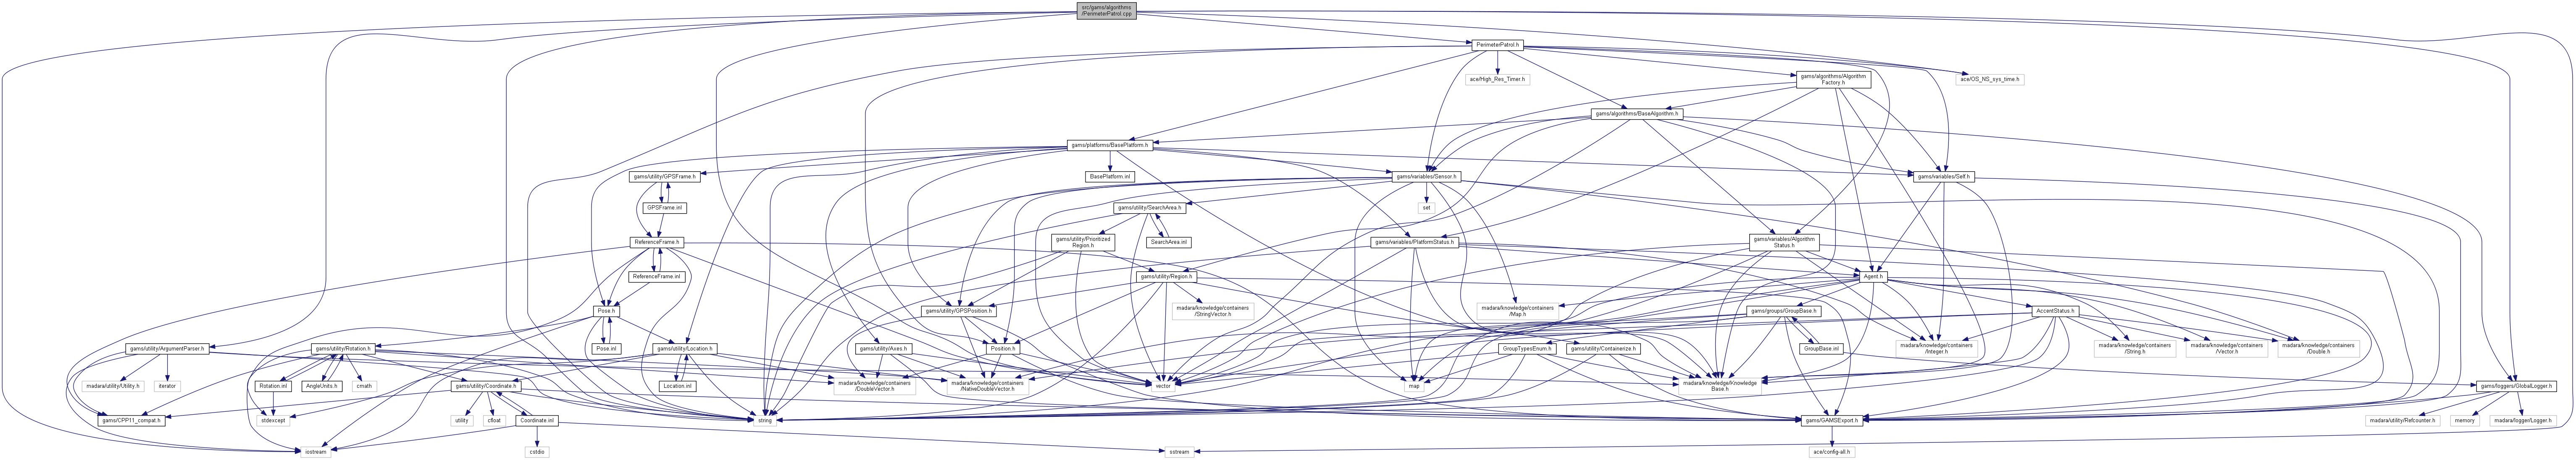 src/gams/algorithms
/PerimeterPatrol.cpp
PerimeterPatrol.h
ace/High_Res_Timer.h
gams/algorithms/Algorithm
Factory.h
ace/OS_NS_sys_time.h
gams/algorithms/BaseAlgorithm.h
gams/platforms/BasePlatform.h
gams/utility/GPSFrame.h
BasePlatform.inl
gams/variables/Sensor.h
gams/variables/Self.h
GPSFrame.inl
gams/utility/SearchArea.h
set
ReferenceFrame.h
gams/utility/Prioritized
Region.h
SearchArea.inl
gams/variables/PlatformStatus.h
gams/variables/Algorithm
Status.h
ReferenceFrame.inl
gams/utility/Region.h
Agent.h
Pose.h
gams/utility/GPSPosition.h
madara/knowledge/containers
/StringVector.h
madara/knowledge/containers
/Map.h
gams/groups/GroupBase.h
AccentStatus.h
gams/utility/ArgumentParser.h
gams/utility/Rotation.h
Pose.inl
gams/utility/Location.h
gams/utility/Axes.h
Position.h
GroupTypesEnum.h
gams/utility/Containerize.h
GroupBase.inl
madara/knowledge/containers
/Integer.h
madara/knowledge/containers
/String.h
madara/knowledge/containers
/Vector.h
madara/knowledge/containers
/Double.h
madara/utility/Utility.h
iterator
Rotation.inl
AngleUnits.h
cmath
gams/utility/Coordinate.h
Location.inl
madara/knowledge/containers
/DoubleVector.h
madara/knowledge/containers
/NativeDoubleVector.h
vector
map
madara/knowledge/Knowledge
Base.h
gams/loggers/GlobalLogger.h
gams/CPP11_compat.h
stdexcept
utility
cfloat
Coordinate.inl
string
gams/GAMSExport.h
madara/utility/Refcounter.h
memory
madara/logger/Logger.h
iostream
cstdio
sstream
ace/config-all.h